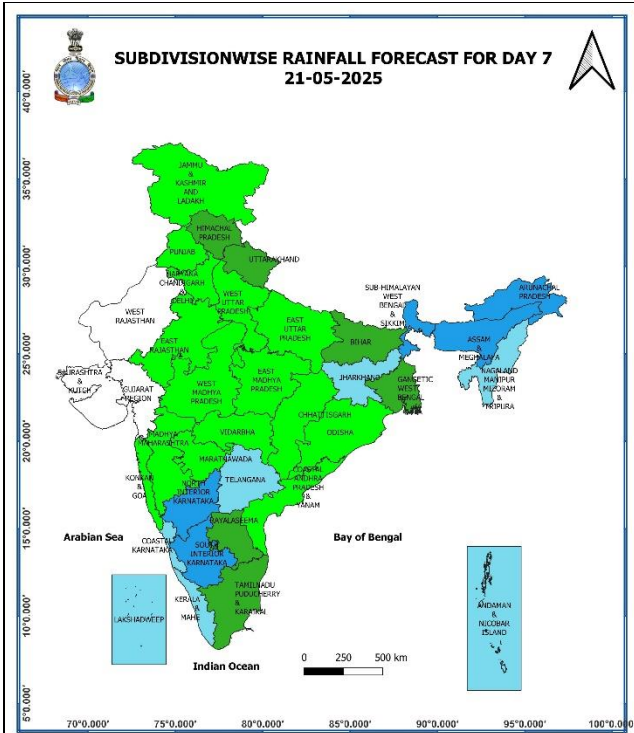 SUBDIVISIONWISE RAINFALL FORECAST FOR DAY 7
21-05-2025
40°0.000'
35°0.000'
30°0.000'
25°0.000'
20°0.000'
15°0.000'
10°0.000'
5°0.000'
JAMMU
&
KASHMIR
AND
LADAKH
HIMACHAL
PRADESH
UTTARAKHAND
PUNJAB
HARYANA
CHANDIGARH
&
DELHI
WEST
UTTAR
PRADESH
WEST
RAJASTHAN
EAST
RAJASTHAN
EAST
UTTAR
PRADESH
SUB-HIMALAYAN
WEST
BENGAL
&
SIKKIM
ARUNACHAL
PRADESH
BIHAR
ASSAM
&
MEGHALAYA
NAGALAND
MANIPUR
MIZORAM
&
TRIPURA
SAURASHTRA
&
KUTCH
GUJARAT
REGION
WEST
MADHYA
PRADESH
EAST
MADHYA
PRADESH
JHARKHAND
GANGETIC
WEST
BENGAL
CHHATTISGARH
ODISHA
VIDARBHA
MADHYA
MAHARASHTRA
MARATHAWADA
KONKAN
&
GOA
TELANGANA
COASTAL
ANDHRA
PRADESH
&
YANAM
NORTH
INTERIOR
KARNATAKA
RAYALASEEMA
COASTAL
KARNATAKA
SOUTH
INTERIOR
KARNATAKA
Arabian Sea
Bay of Bengal
KERALA
&
MAHE
TAMILNADU
PUDUCHERRY
&
KARAIKAL
LAKSHADWEEP
ANDAMAN
&
NICOBAR
ISLAND
Indian Ocean
0 250 500 km
70°0.000' 75°0.000' 80°0.000' 85°0.000' 90°0.000' 95°0.000' 100°0.000'